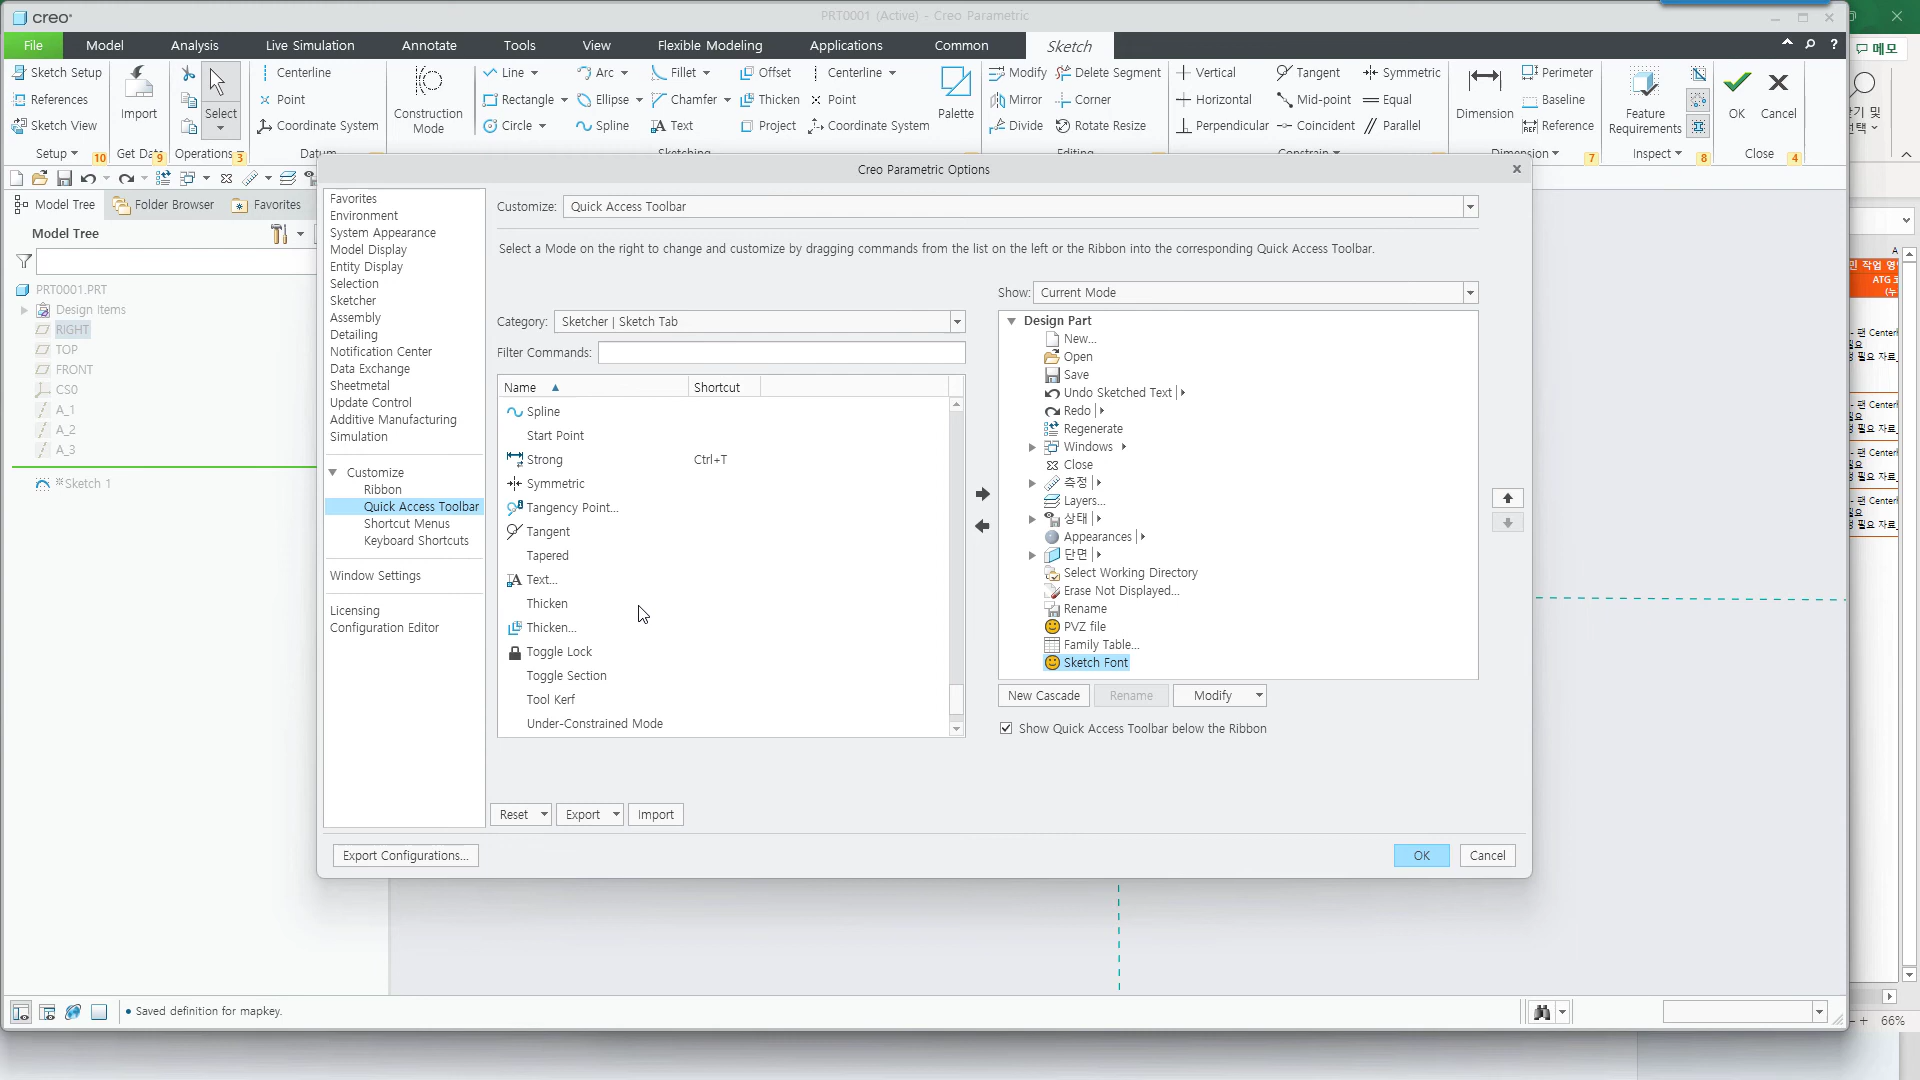 creo
PRT0001 (Active) - Creo Parametric
File Model Analysis Live Simulation Annotate Tools View Flexible Modeling Applications Common Sketch
메모
Sketch Setup
References
Sketch View
Setup
10
Import
Get Data
9
Select
Operations
3
Centerline
Point
Coordinate System
Datum
Construction Mode
Line Arc Fillet Offset Centerline
Rectangle Ellipse Chamfer Thicken Point
Circle Spline Text Project Coordinate System
Palette
Sketching
Modify Delete Segment
Mirror Corner
Divide Rotate Resize
Editing
Vertical Tangent Symmetric
Horizontal Mid-point Equal
Perpendicular Coincident Parallel
Constrain
Dimension
Perimeter
Baseline
Reference
Dimension
7
Feature Requirements
Inspect
8
OK
Cancel
Close
4
Model Tree Folder Browser Favorites
Model Tree
PRT0001.PRT
Design Items
RIGHT
TOP
FRONT
CS0
A_1
A_2
A_3
Sketch 1
Creo Parametric Options
Favorites
Environment
System Appearance
Model Display
Entity Display
Selection
Sketcher
Assembly
Detailing
Notification Center
Data Exchange
Sheetmetal
Update Control
Additive Manufacturing
Simulation
Customize
Ribbon
Quick Access Toolbar
Shortcut Menus
Keyboard Shortcuts
Window Settings
Licensing
Configuration Editor
Customize: Quick Access Toolbar
Select a Mode on the right to change and customize by dragging commands from the list on the left or the Ribbon into the corresponding Quick Access Toolbar.
Category: Sketcher | Sketch Tab
Filter Commands:
Name Shortcut
Spline
Start Point
Strong Ctrl+T
Symmetric
Tangency Point...
Tangent
Tapered
Text...
Thicken
Thicken...
Toggle Lock
Toggle Section
Tool Kerf
Under-Constrained Mode
Show: Current Mode
Design Part
New...
Open
Save
Undo Sketched Text
Redo
Regenerate
Windows
Close
측정
Layers...
상태
Appearances
단면
Select Working Directory
Erase Not Displayed...
Rename
PVZ file
Family Table...
Sketch Font
New Cascade Rename Modify
Show Quick Access Toolbar below the Ribbon
Reset Export Import
Export Configurations...
OK Cancel
Saved definition for mapkey.
66%